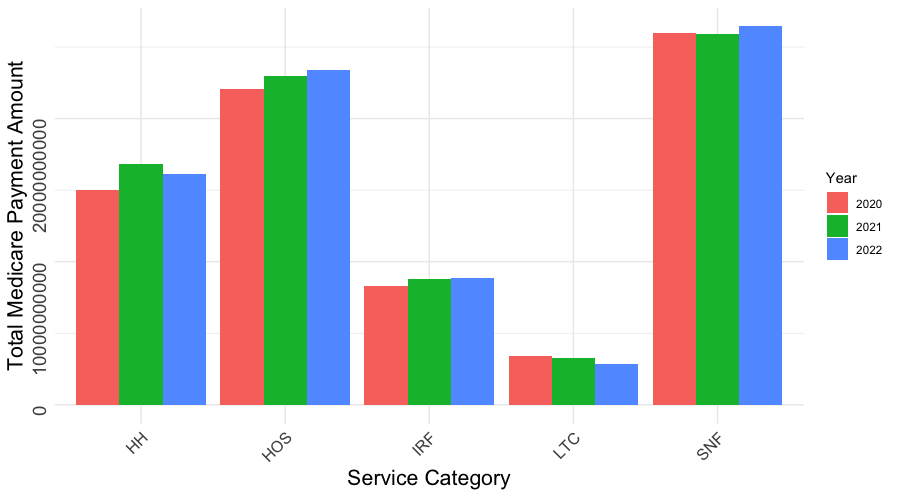 Total Medicare Payment Amount
20000000000
10000000000
0
HH
HOS
IRF
LTC
SNF
Service Category
Year
2020
2021
2022